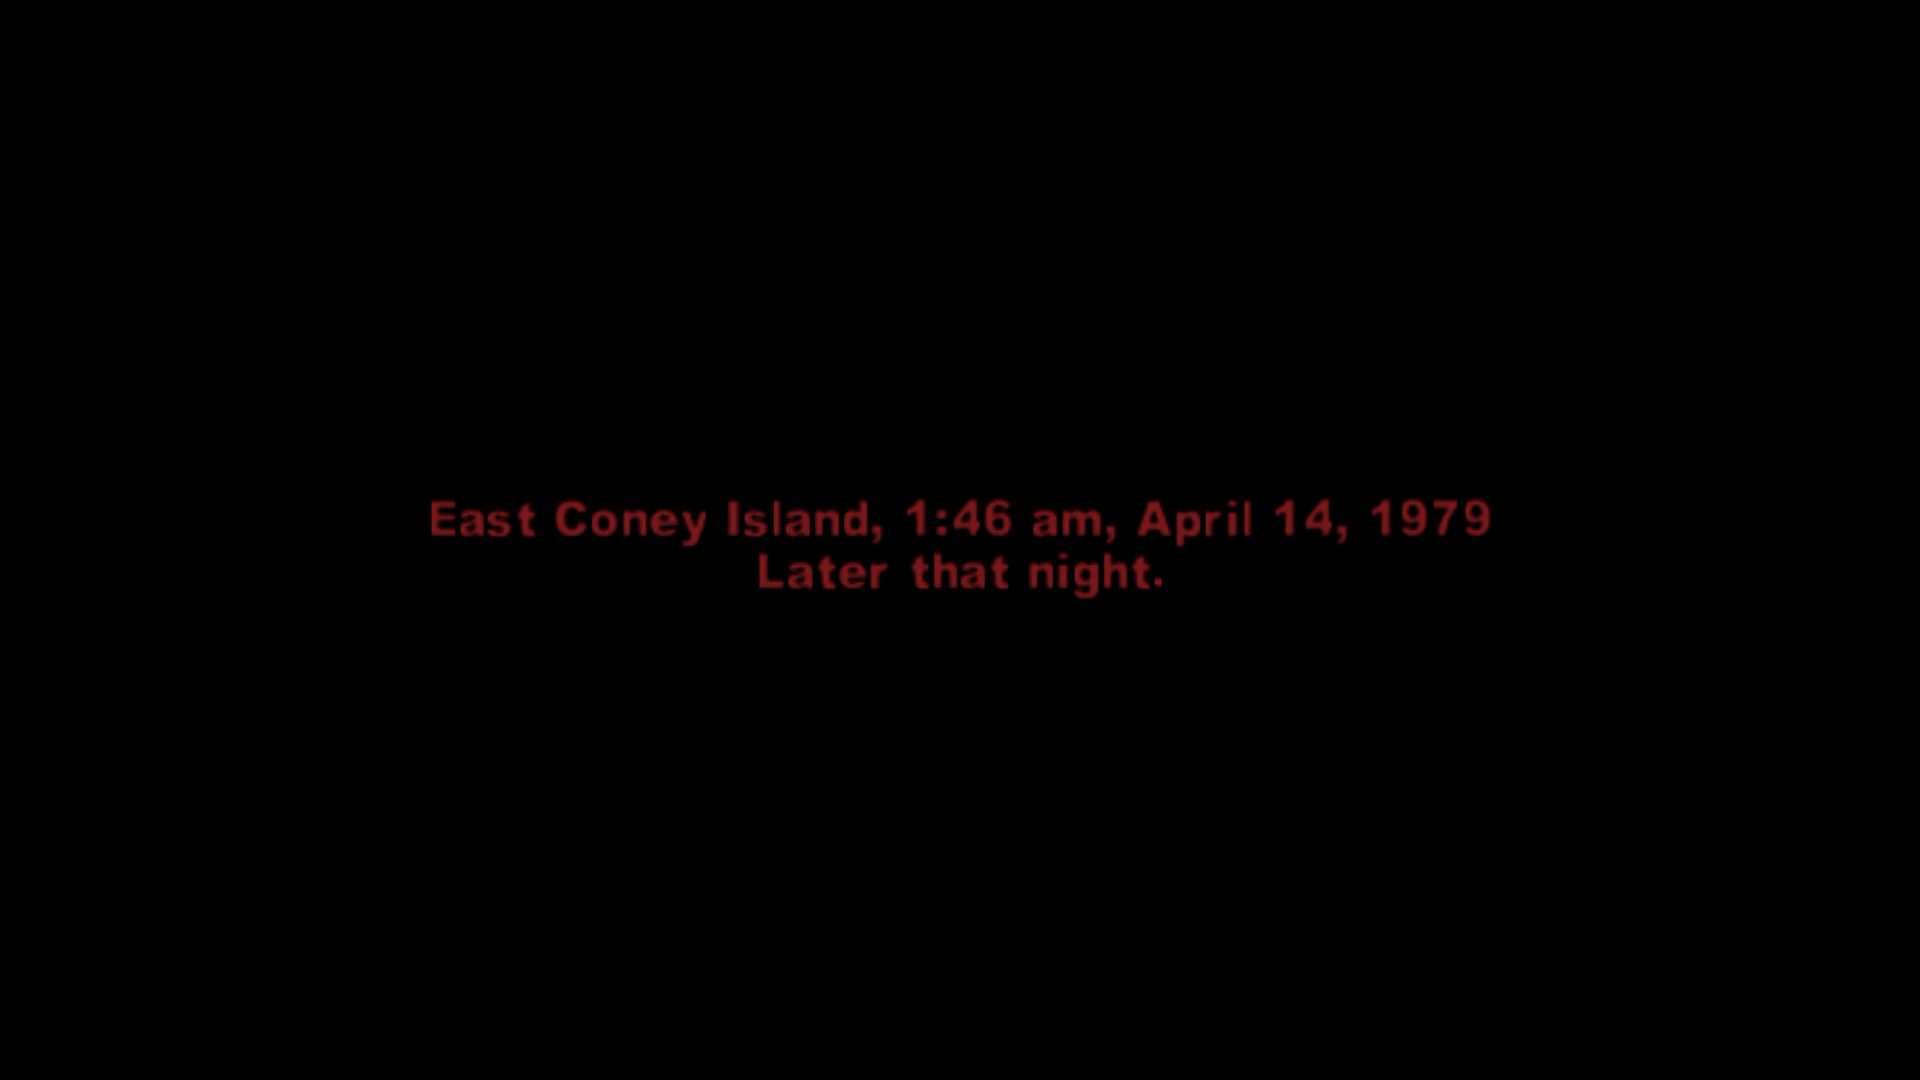 East Coney Island, 1:46 am, April 14, 1979
Later that night.